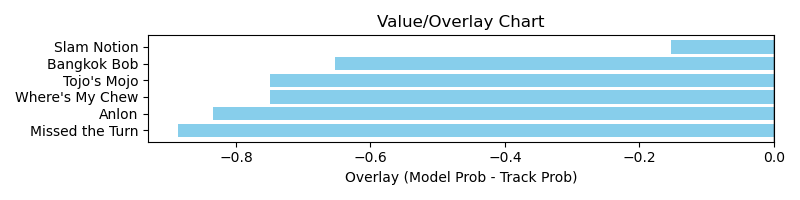 Value/Overlay Chart
Slam Notion
Bangkok Bob
Tojo's Mojo
Where's My Chew
Anlon
Missed the Turn
−0.8 −0.6 −0.4 −0.2 0.0
Overlay (Model Prob - Track Prob)